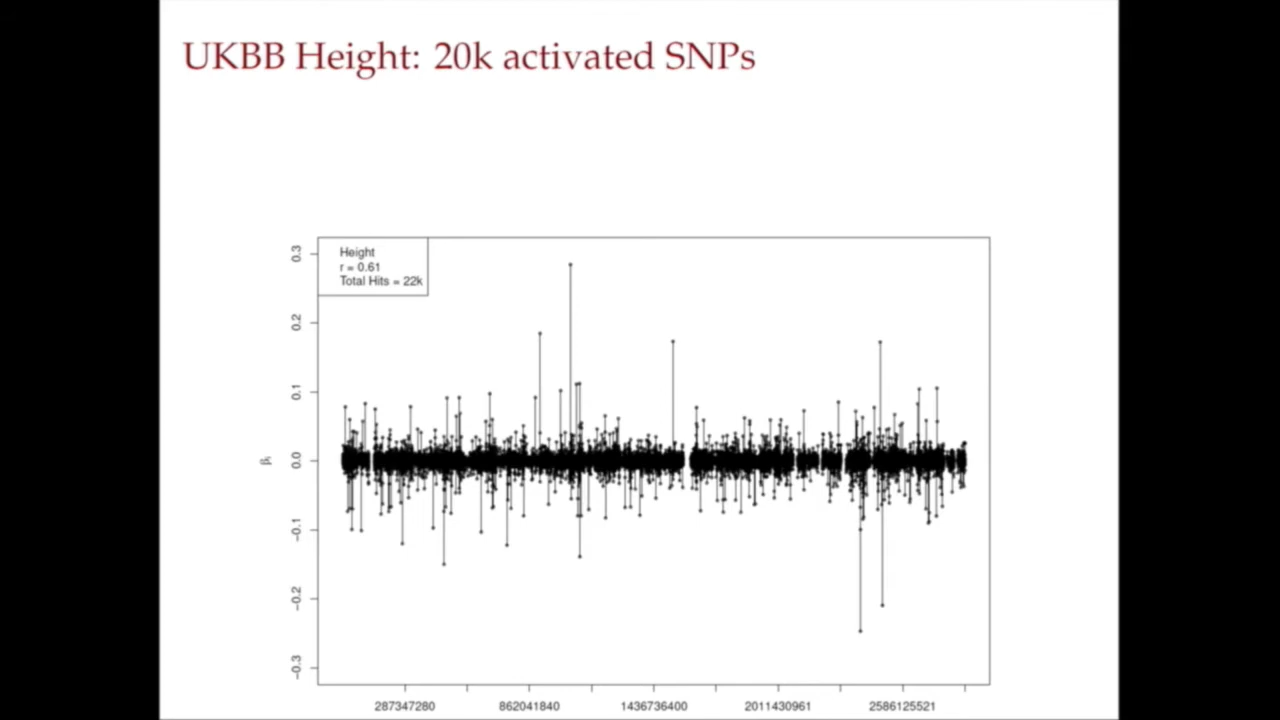 UKBB Height: 20k activated SNPs
Height
r = 0.61
Total Hits = 22k
0.3
0.2
0.1
0.0
−0.1
−0.2
−0.3
βi
287347280 862041840 1436736400 2011430961 2586125521